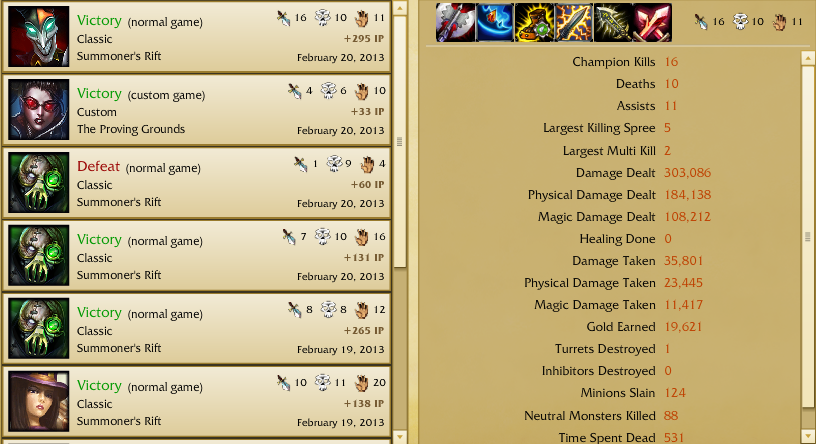 Victory (normal game) 16 10 11
Classic +295 IP
Summoner's Rift February 20, 2013
Victory (custom game) 4 6 10
Custom +33 IP
The Proving Grounds February 20, 2013
Defeat (normal game) 1 9 4
Classic +60 IP
Summoner's Rift February 20, 2013
Victory (normal game) 7 10 16
Classic +131 IP
Summoner's Rift February 20, 2013
Victory (normal game) 8 8 12
Classic +265 IP
Summoner's Rift February 19, 2013
Victory (normal game) 10 11 20
Classic +138 IP
Summoner's Rift February 19, 2013
16 10 11
Champion Kills 16
Deaths 10
Assists 11
Largest Killing Spree 5
Largest Multi Kill 2
Damage Dealt 303,086
Physical Damage Dealt 184,138
Magic Damage Dealt 108,212
Healing Done 0
Damage Taken 35,801
Physical Damage Taken 23,445
Magic Damage Taken 11,417
Gold Earned 19,621
Turrets Destroyed 1
Inhibitors Destroyed 0
Minions Slain 124
Neutral Monsters Killed 88
Time Spent Dead 531